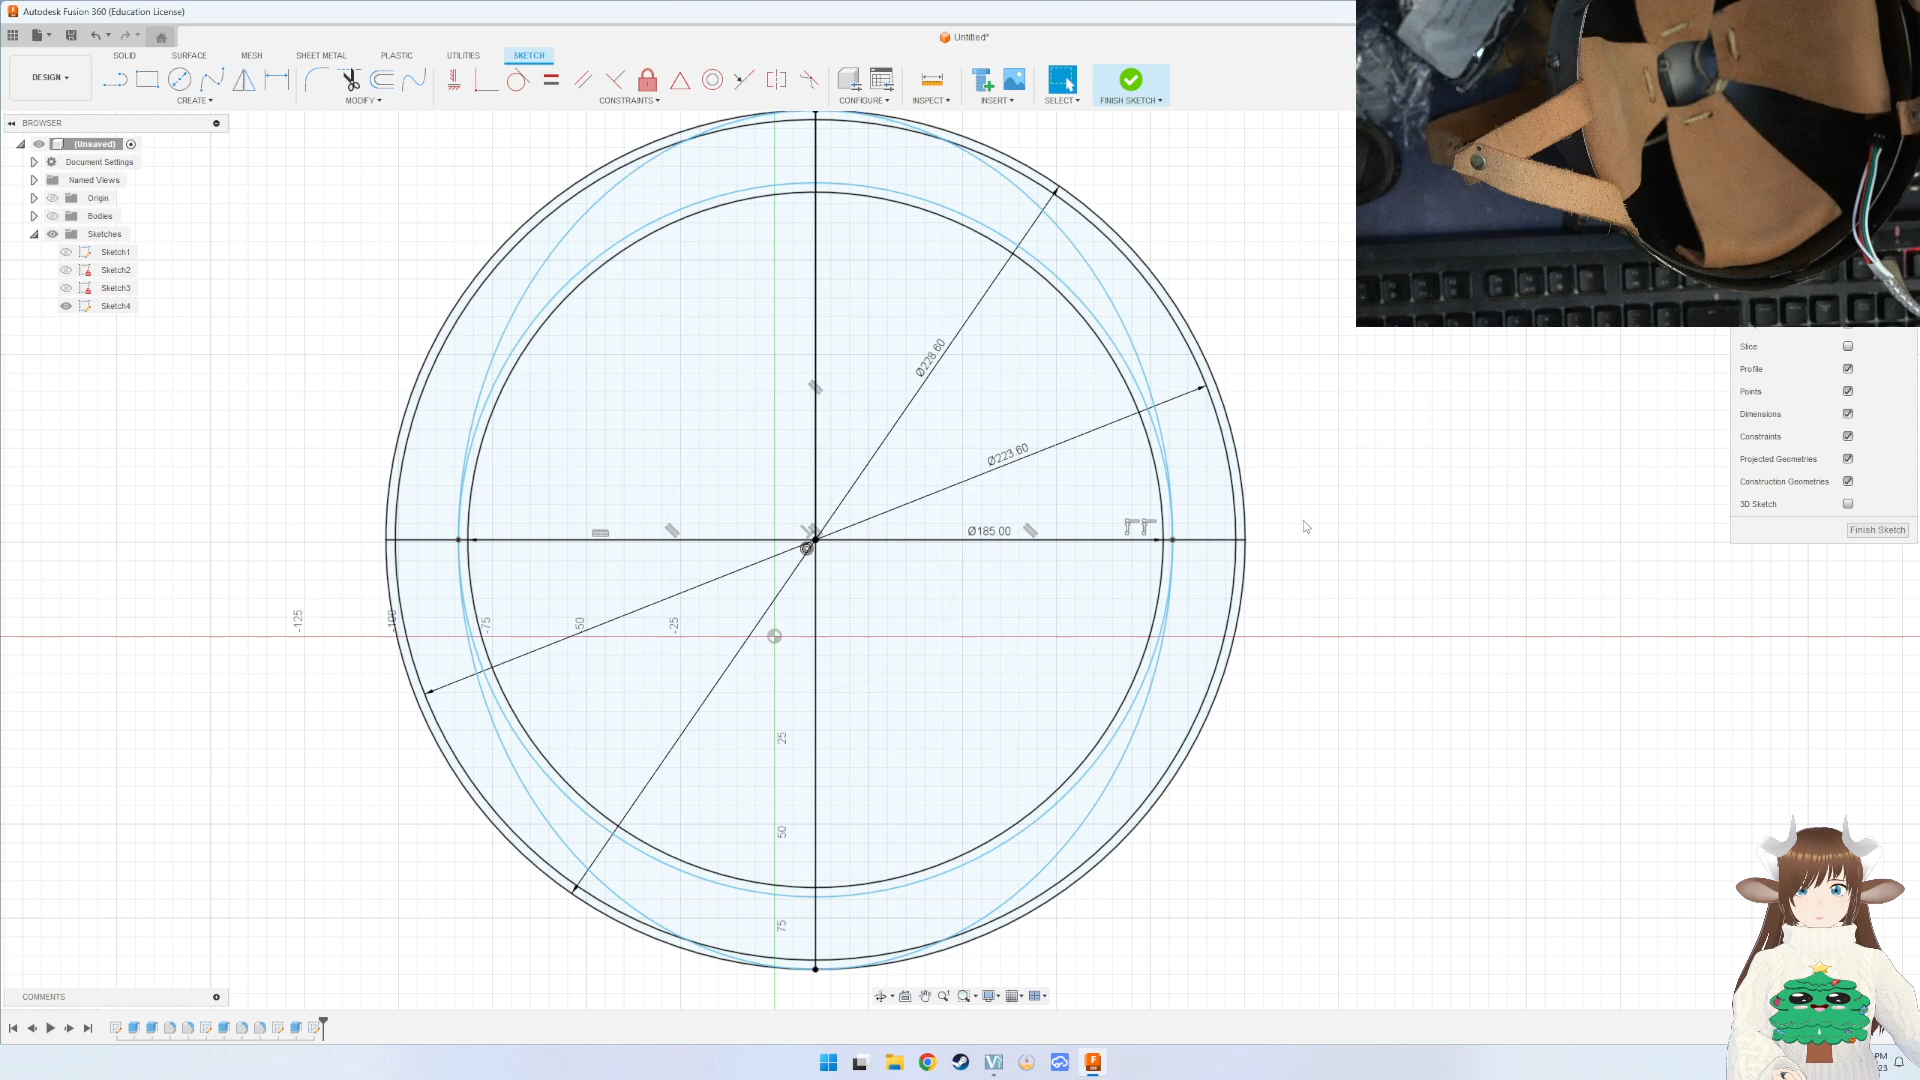 Autodesk Fusion 360 (Education License)
Untitled*
SOLID SURFACE MESH SHEET METAL PLASTIC UTILITIES SKETCH
DESIGN
CREATE MODIFY CONSTRAINTS CONFIGURE INSPECT INSERT SELECT FINISH SKETCH
BROWSER
(Unsaved)
Document Settings
Named Views
Origin
Bodies
Sketches
Sketch1
Sketch2
Sketch3
Sketch4
Slice
Profile
Points
Dimensions
Constraints
Projected Geometries
Construction Geometries
3D Sketch
Finish Sketch
Ø228.60
Ø223.60
Ø185.00
-125
-100
-75
-50
-25
25
50
75
COMMENTS
PM
23